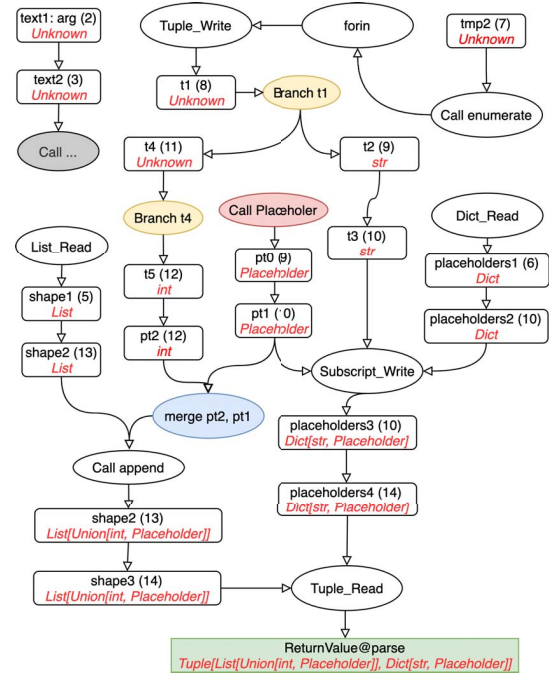 text1: arg (2)
Unknown
text2 (3)
Unknown
Call ...
Tuple_Write
forin
tmp2 (7)
Unknown
t1 (8)
Unknown
Branch t1
Call enumerate
t4 (11)
Unknown
t2 (9)
str
Branch t4
Call Placeholer
t3 (10)
str
Dict_Read
List_Read
t5 (12)
int
pt0 (9)
Placeholder
placeholders1 (6)
Dict
shape1 (5)
List
pt2 (12)
int
pt1 (10)
Placeholder
placeholders2 (10)
Dict
shape2 (13)
List
Subscript_Write
merge pt2, pt1
placeholders3 (10)
Dict[str, Placeholder]
Call append
placeholders4 (14)
Dict[str, Placeholder]
shape2 (13)
List[Union[int, Placeholder]]
shape3 (14)
List[Union[int, Placeholder]]
Tuple_Read
ReturnValue@parse
Tuple[List[Union[int, Placeholder]], Dict[str, Placeholder]]